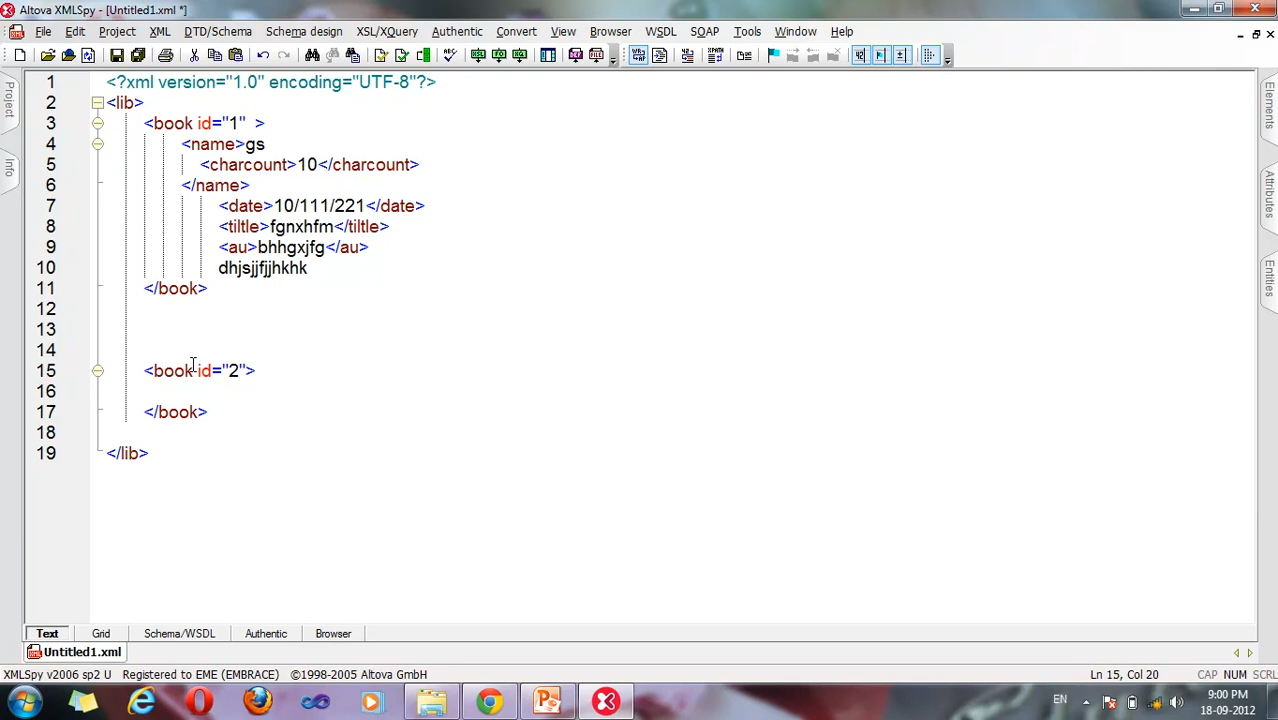 Altova XMLSpy - [Untitled1.xml *]
File Edit Project XML DTD/Schema Schema design XSL/XQuery Authentic Convert View Browser WSDL SOAP Tools Window Help
Project
Info
Elements
Attributes
Entities
1 <?xml version="1.0" encoding="UTF-8"?>
2 <lib>
3 <book id="1" >
4 <name>gs
5 <charcount>10</charcount>
6 </name>
7 <date>10/111/221</date>
8 <tiltle>fgnxhfm</tiltle>
9 <au>bhhgxjfg</au>
10 dhjsjjfjjhkhk
11 </book>
12
13
14
15 <book id="2">
16
17 </book>
18
19 </lib>
Text Grid Schema/WSDL Authentic Browser
Untitled1.xml
XMLSpy v2006 sp2 U Registered to EME (EMBRACE) ©1998-2005 Altova GmbH Ln 15, Col 20 CAP NUM SCRL
EN 9:00 PM
18-09-2012